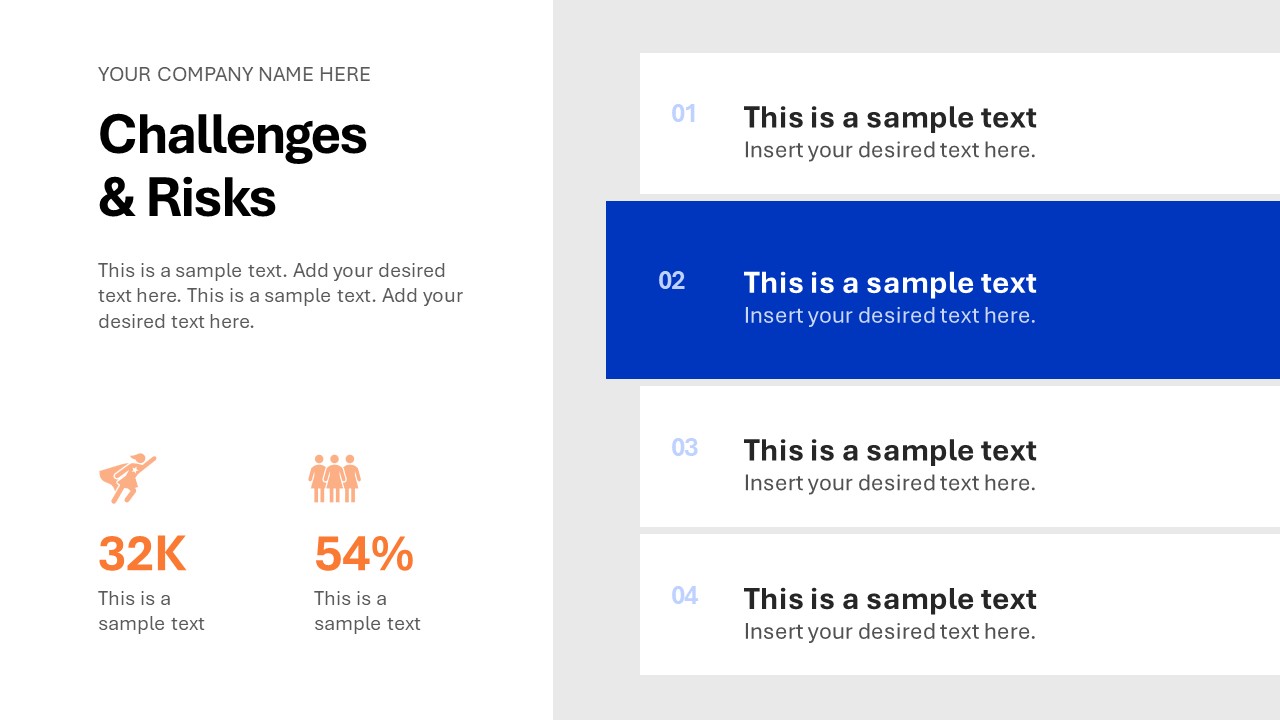 YOUR COMPANY NAME HERE
Challenges
& Risks
This is a sample text. Add your desired
text here. This is a sample text. Add your
desired text here.
32K
This is a
sample text
54%
This is a
sample text
01
This is a sample text
Insert your desired text here.
02
This is a sample text
Insert your desired text here.
03
This is a sample text
Insert your desired text here.
04
This is a sample text
Insert your desired text here.